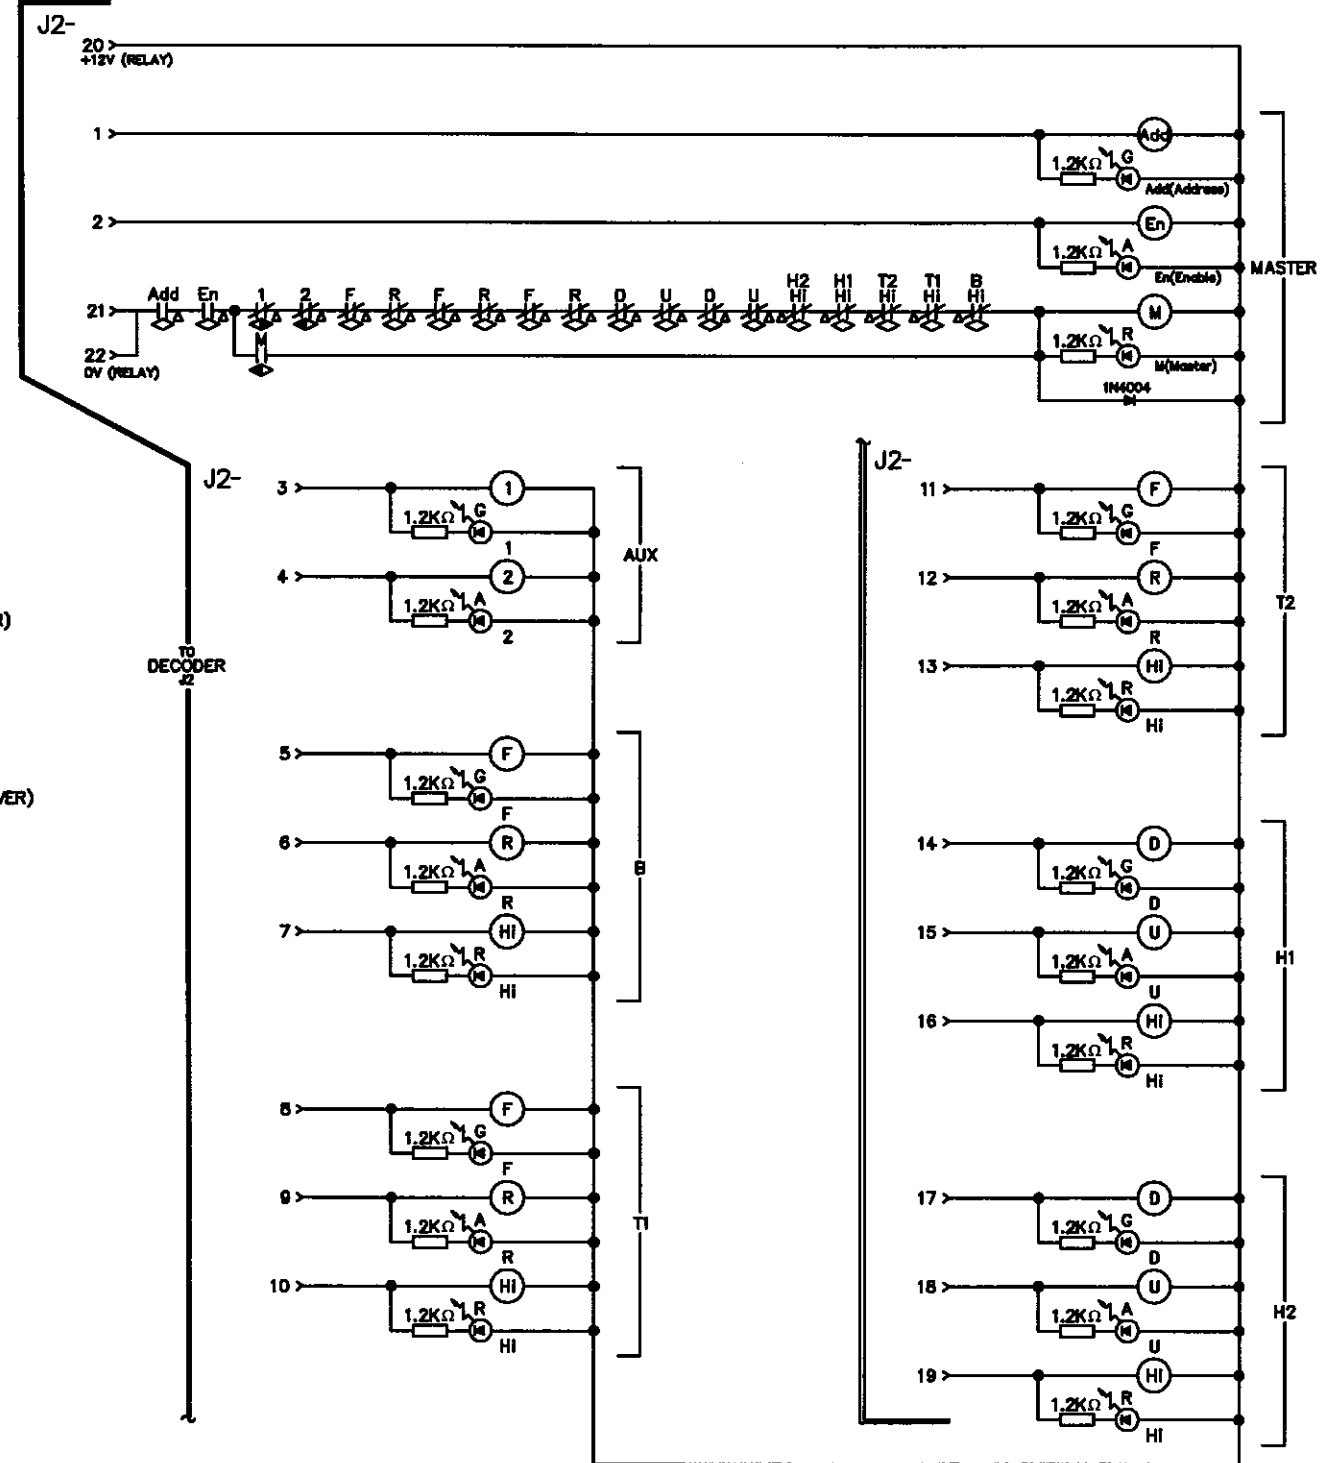 J2-
20
+12V (RELAY)
1
Add
1.2KΩ G
Add(Address)
2
En
1.2KΩ A
En(Enable)
MASTER
H2 H1 T2 T1 B
Add En 1 2 F R F R F R D U D U Hi Hi Hi Hi Hi
21
M
M
22
0V (RELAY)
1.2KΩ R
M(Master)
1N4004
J2-
3
1
1.2KΩ G
1
AUX
4
2
1.2KΩ A
2
R)
TO
DECODER
J2
5
F
1.2KΩ G
F
VER)
6
R
B
1.2KΩ A
R
7
Hi
1.2KΩ R
Hi
8
F
1.2KΩ G
F
9
R
T1
1.2KΩ A
R
10
Hi
1.2KΩ R
Hi
J2-
11
F
1.2KΩ G
F
12
R
T2
1.2KΩ A
R
13
Hi
1.2KΩ R
Hi
14
D
1.2KΩ G
D
15
U
H1
1.2KΩ A
U
16
Hi
1.2KΩ R
Hi
17
D
1.2KΩ G
D
18
U
H2
1.2KΩ A
U
19
Hi
1.2KΩ R
Hi